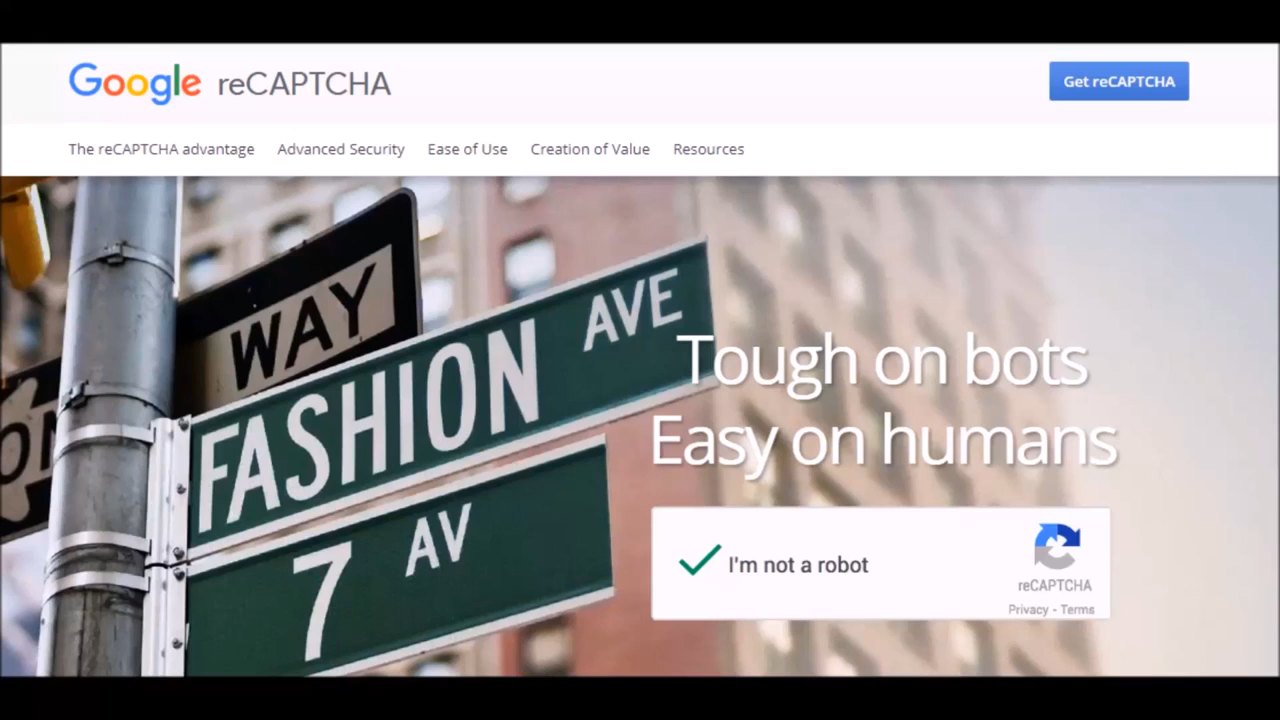 Google reCAPTCHA
Get reCAPTCHA
The reCAPTCHA advantage Advanced Security Ease of Use Creation of Value Resources
WAY
FASHION AVE
7 AV
Tough on bots
Easy on humans
I'm not a robot
reCAPTCHA
Privacy - Terms